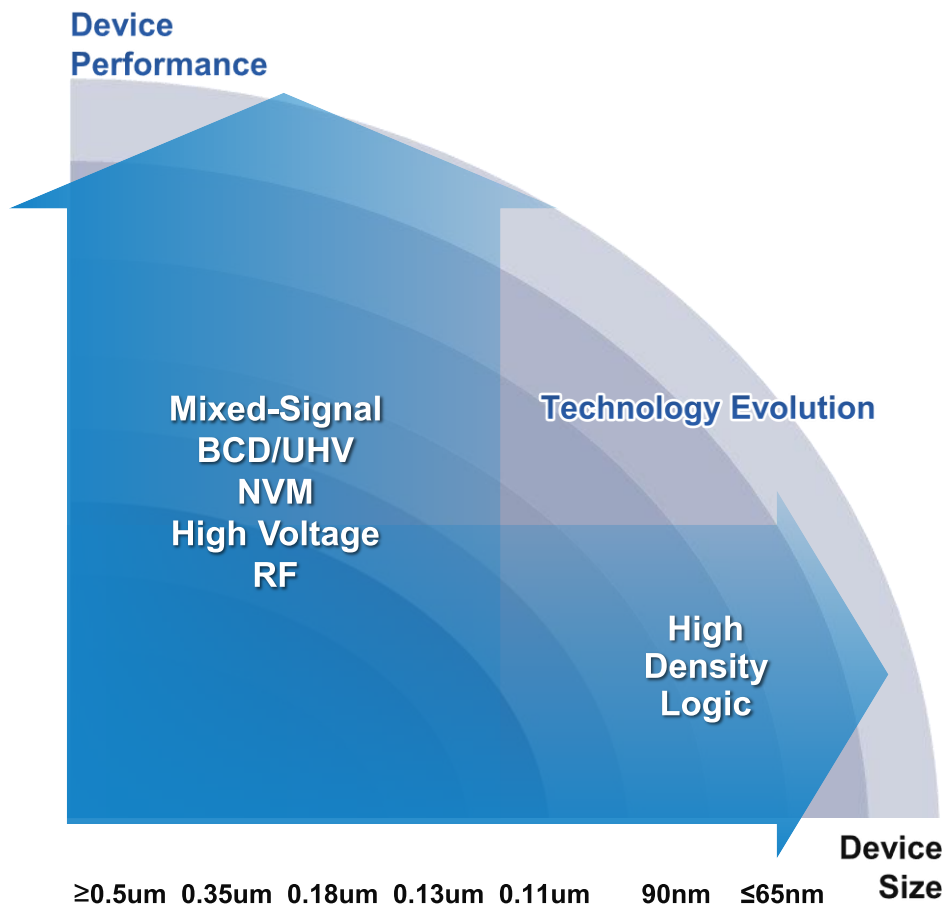 Device
Performance
Mixed-Signal
BCD/UHV
NVM
High Voltage
RF
Technology Evolution
High
Density
Logic
Device
Size
≥0.5um 0.35um 0.18um 0.13um 0.11um 90nm ≤65nm